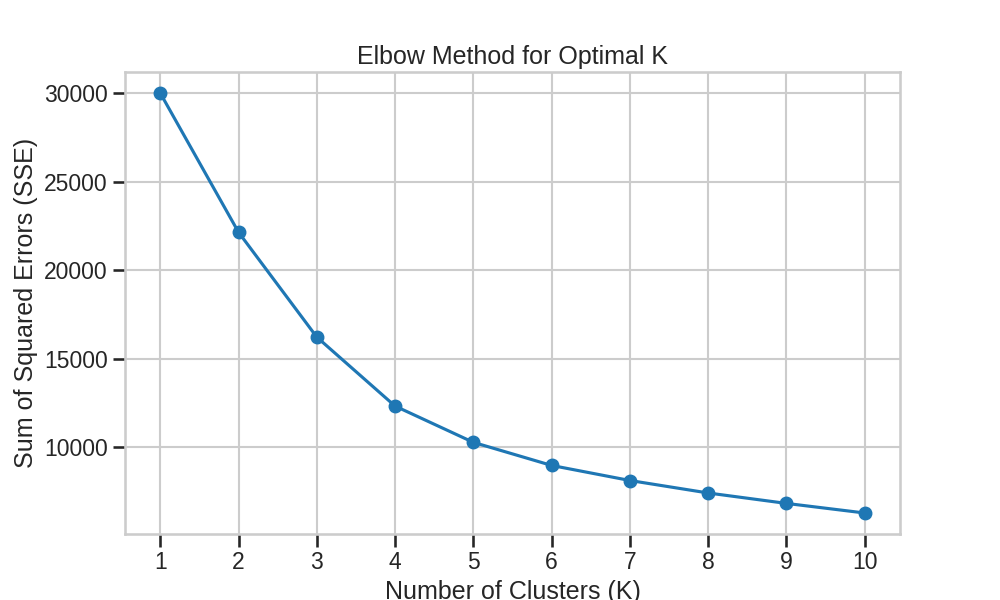 Elbow Method for Optimal K
Sum of Squared Errors (SSE)
30000
25000
20000
15000
10000
1 2 3 4 5 6 7 8 9 10
Number of Clusters (K)